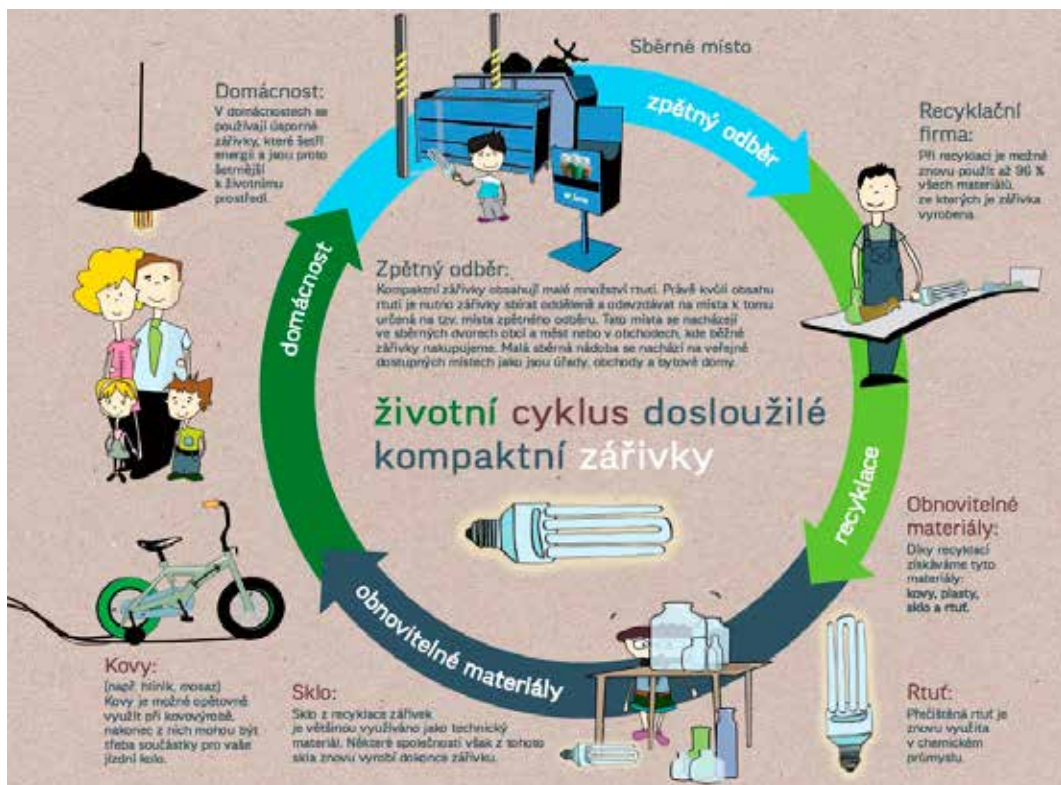 Sběrné místo
zpětný odběr
Domácnost:
V domácnostech se
používají úsporné
zářivky, které šetří
energii a jsou proto
šetrnější
k životnímu
prostředí.
Recyklační
firma:
Při recyklaci je možné
znovu použít až 96 %
všech materiálů,
ze kterých je zářivka
vyrobena.
domácnost
Zpětný odběr:
Kompaktní zářivky obsahují malé množství rtuti. Právě kvůli obsahu
rtuti je nutno zářivky sbírat odděleně a odevzdávat na místa k tomu
určená na tzv. místa zpětného odběru. Tato místa se nacházejí
ve sběrných dvorech obcí a měst nebo v obchodech, kde běžně
zářivky nakupujeme. Malá sběrná nádoba se nachází na veřejně
dostupných místech jako jsou úřady, obchody a bytové domy.
životní cyklus dosloužilé
kompaktní zářivky
recyklace
Obnovitelné
materiály:
Díky recyklaci
získáváme tyto
materiály:
kovy, plasty,
sklo a rtuť.
obnovitelné materiály
Kovy:
(např. hliník, mosaz)
Kovy je možné opětovně
využít při kovovýrobě,
nakonec z nich mohou být
třeba součástky pro vaše
jízdní kolo.
Sklo:
Sklo z recyklace zářivek
je většinou využíváno jako technický
materiál. Některé společnosti však z tohoto
skla znovu vyrobí dokonce zářivku.
Rtuť:
Přečištěná rtuť je
znovu využita
v chemickém
průmyslu.